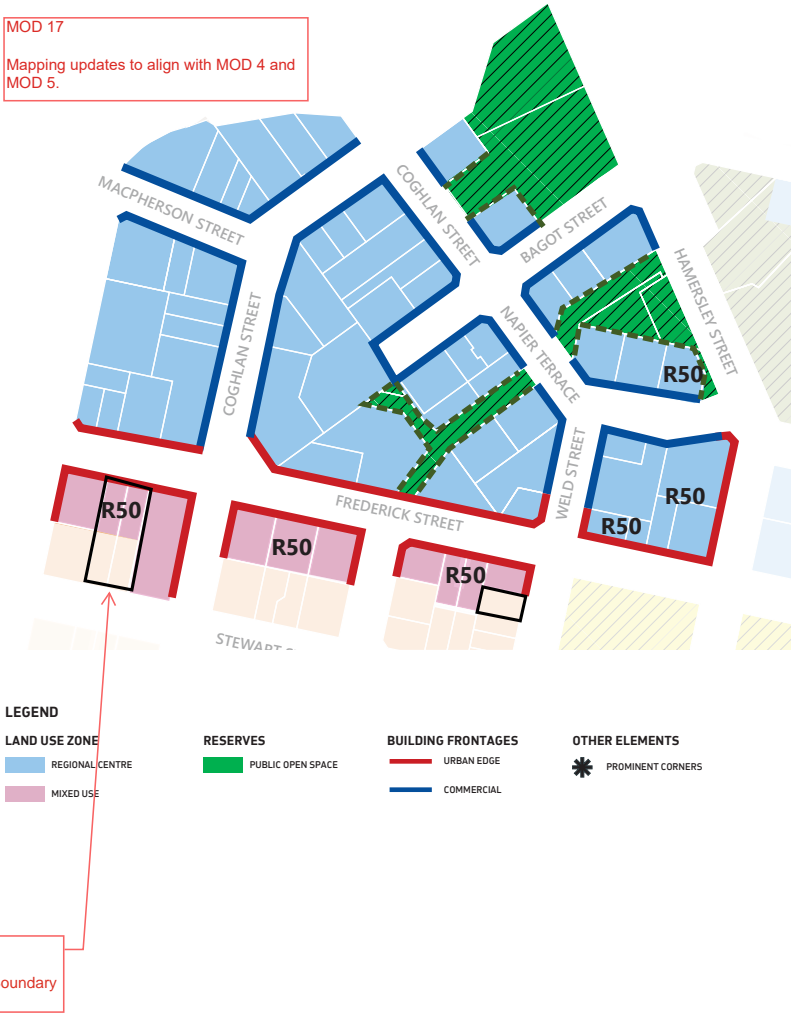 MOD 17
Mapping updates to align with MOD 4 and
MOD 5.
MACPHERSON STREET
COGHLAN STREET
BAGOT STREET
HAMERSLEY STREET
NAPIER TERRACE
COGHLAN STREET
R50
WELD STREET
R50
R50
R50
FREDERICK STREET
R50
R50
STEWART
LEGEND
LAND USE ZONE
REGIONAL CENTRE
MIXED USE
RESERVES
PUBLIC OPEN SPACE
BUILDING FRONTAGES
URBAN EDGE
COMMERCIAL
OTHER ELEMENTS
PROMINENT CORNERS
oundary